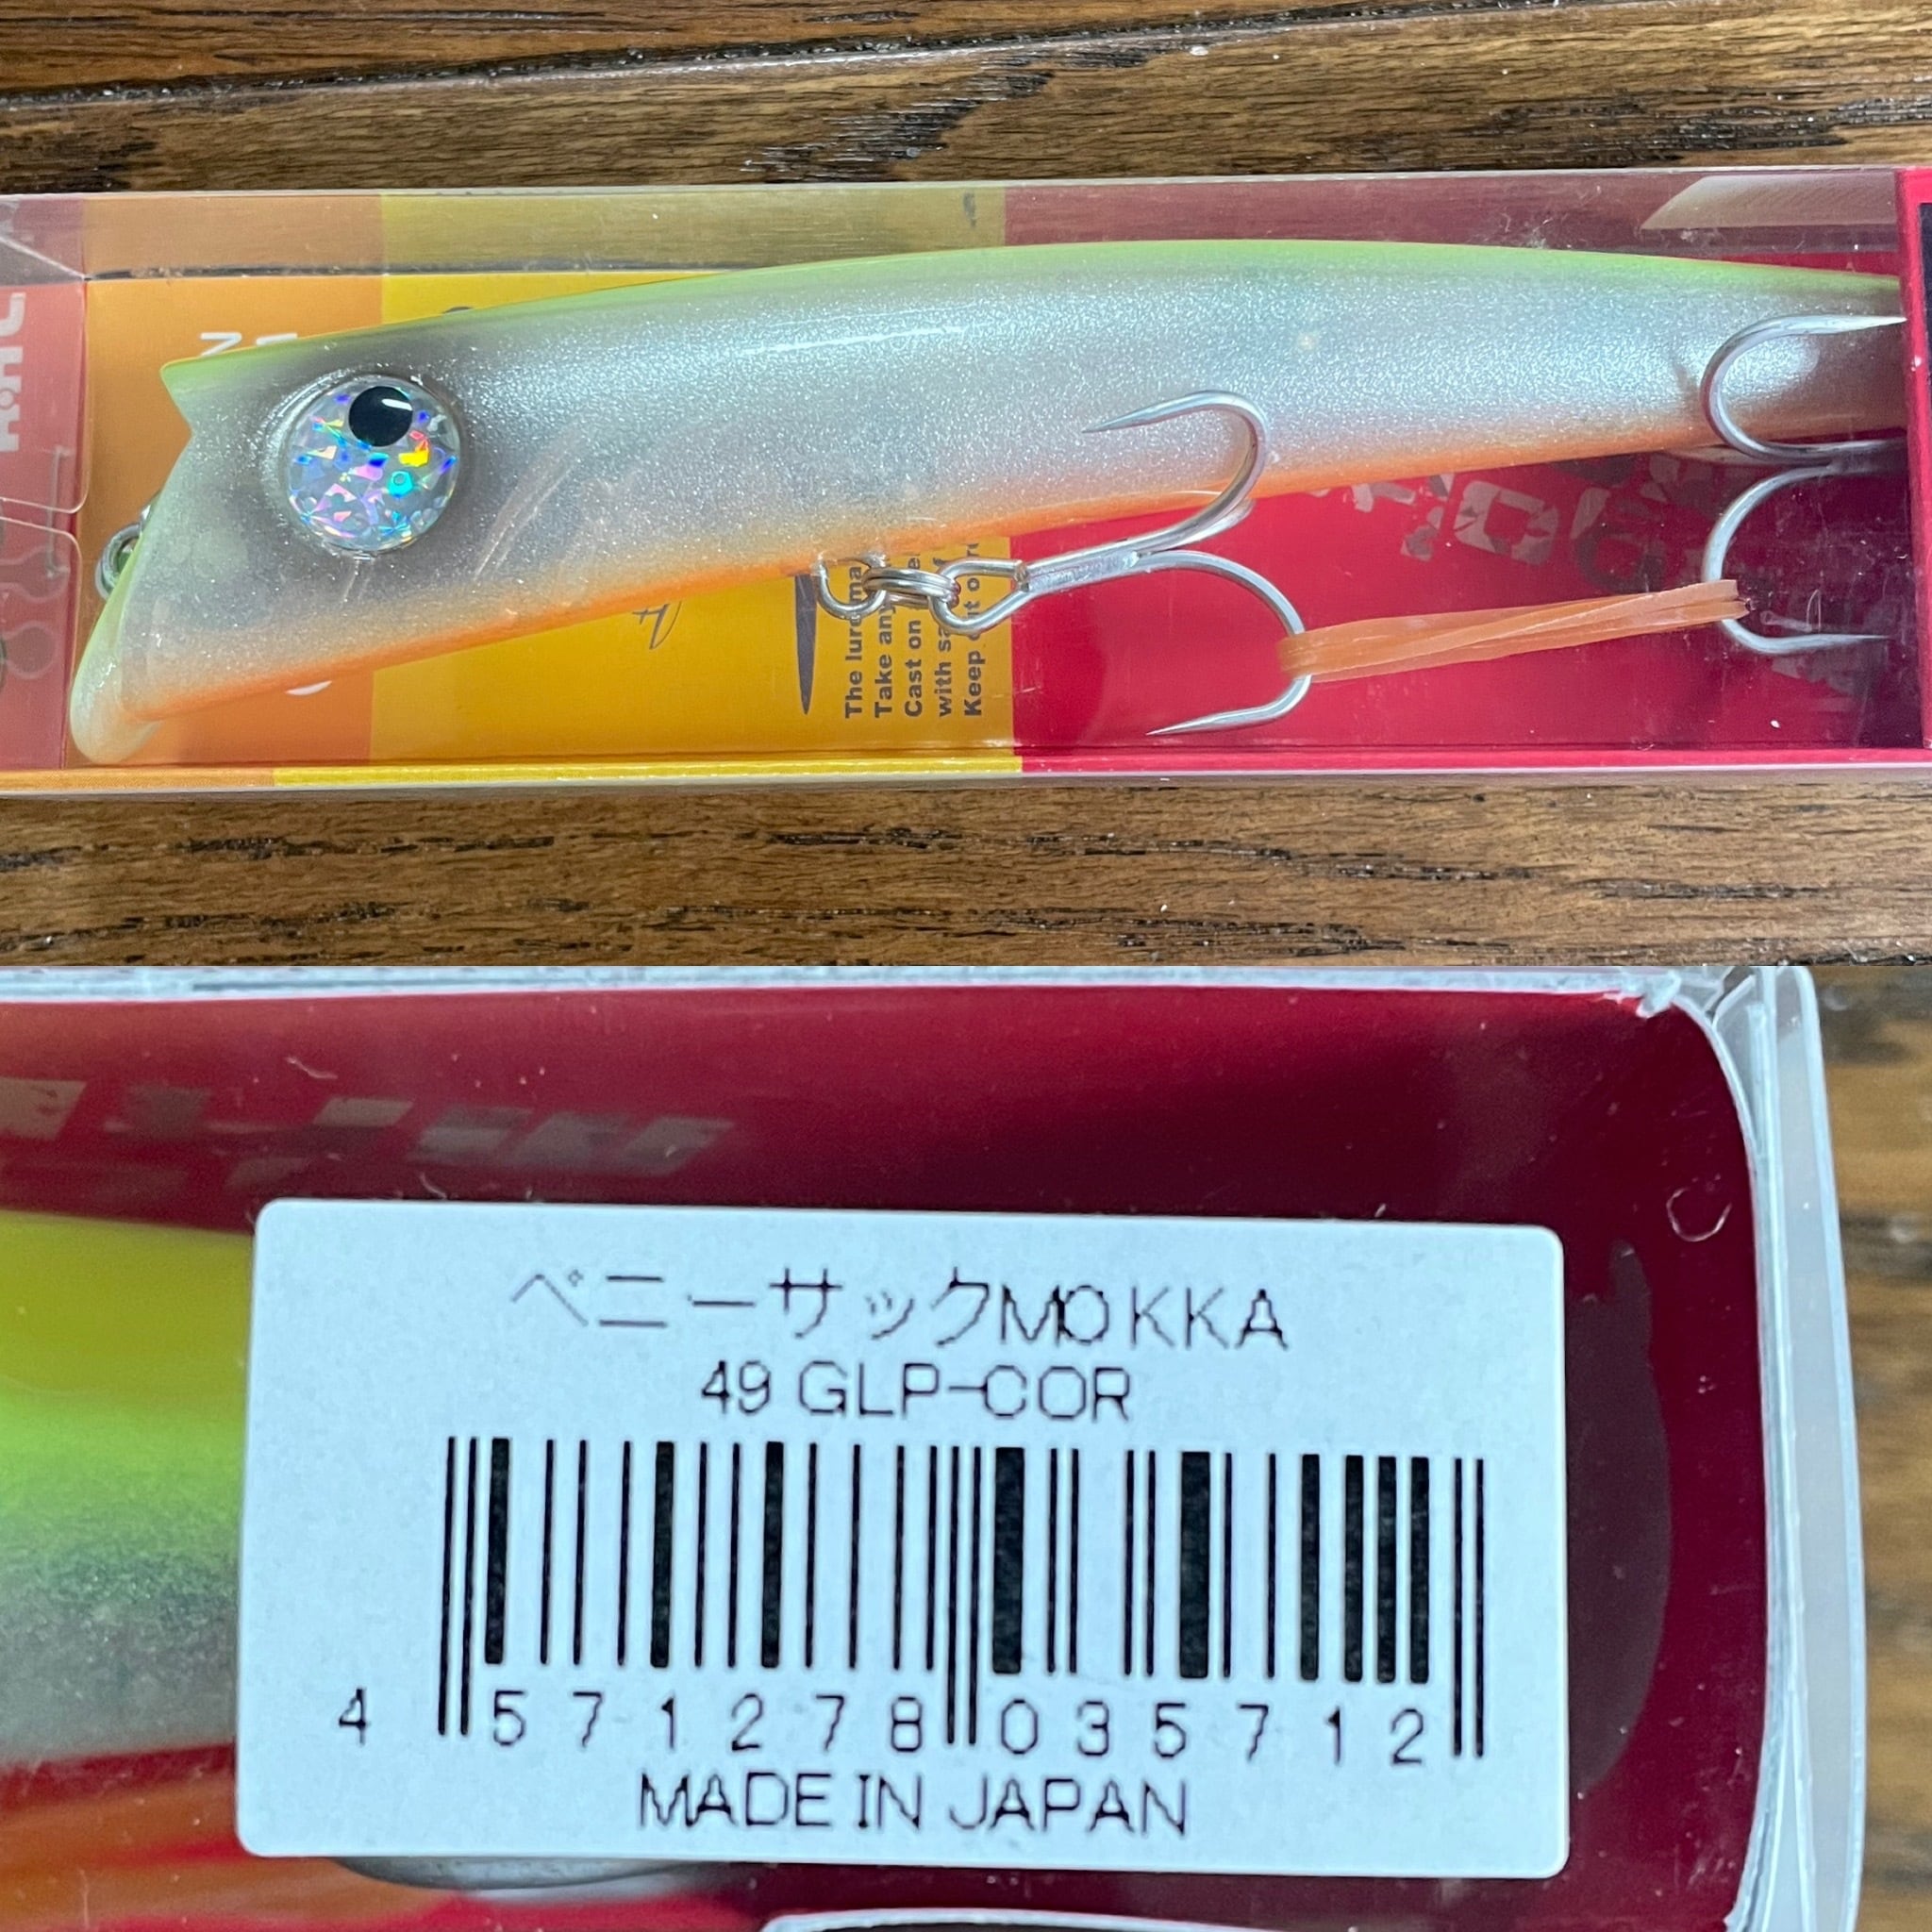 The lur
Take any
Cast on
with sa
Keep
ペニーサックMOKKA
49 GLP-COR
4 571278 035712
MADE IN JAPAN